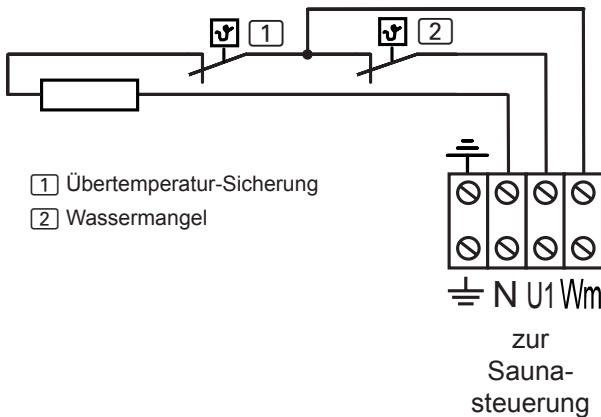 ϑ 1 ϑ 2
1 Übertemperatur-Sicherung
2 Wassermangel
N U1 Wm
zur
Sauna-
steuerung